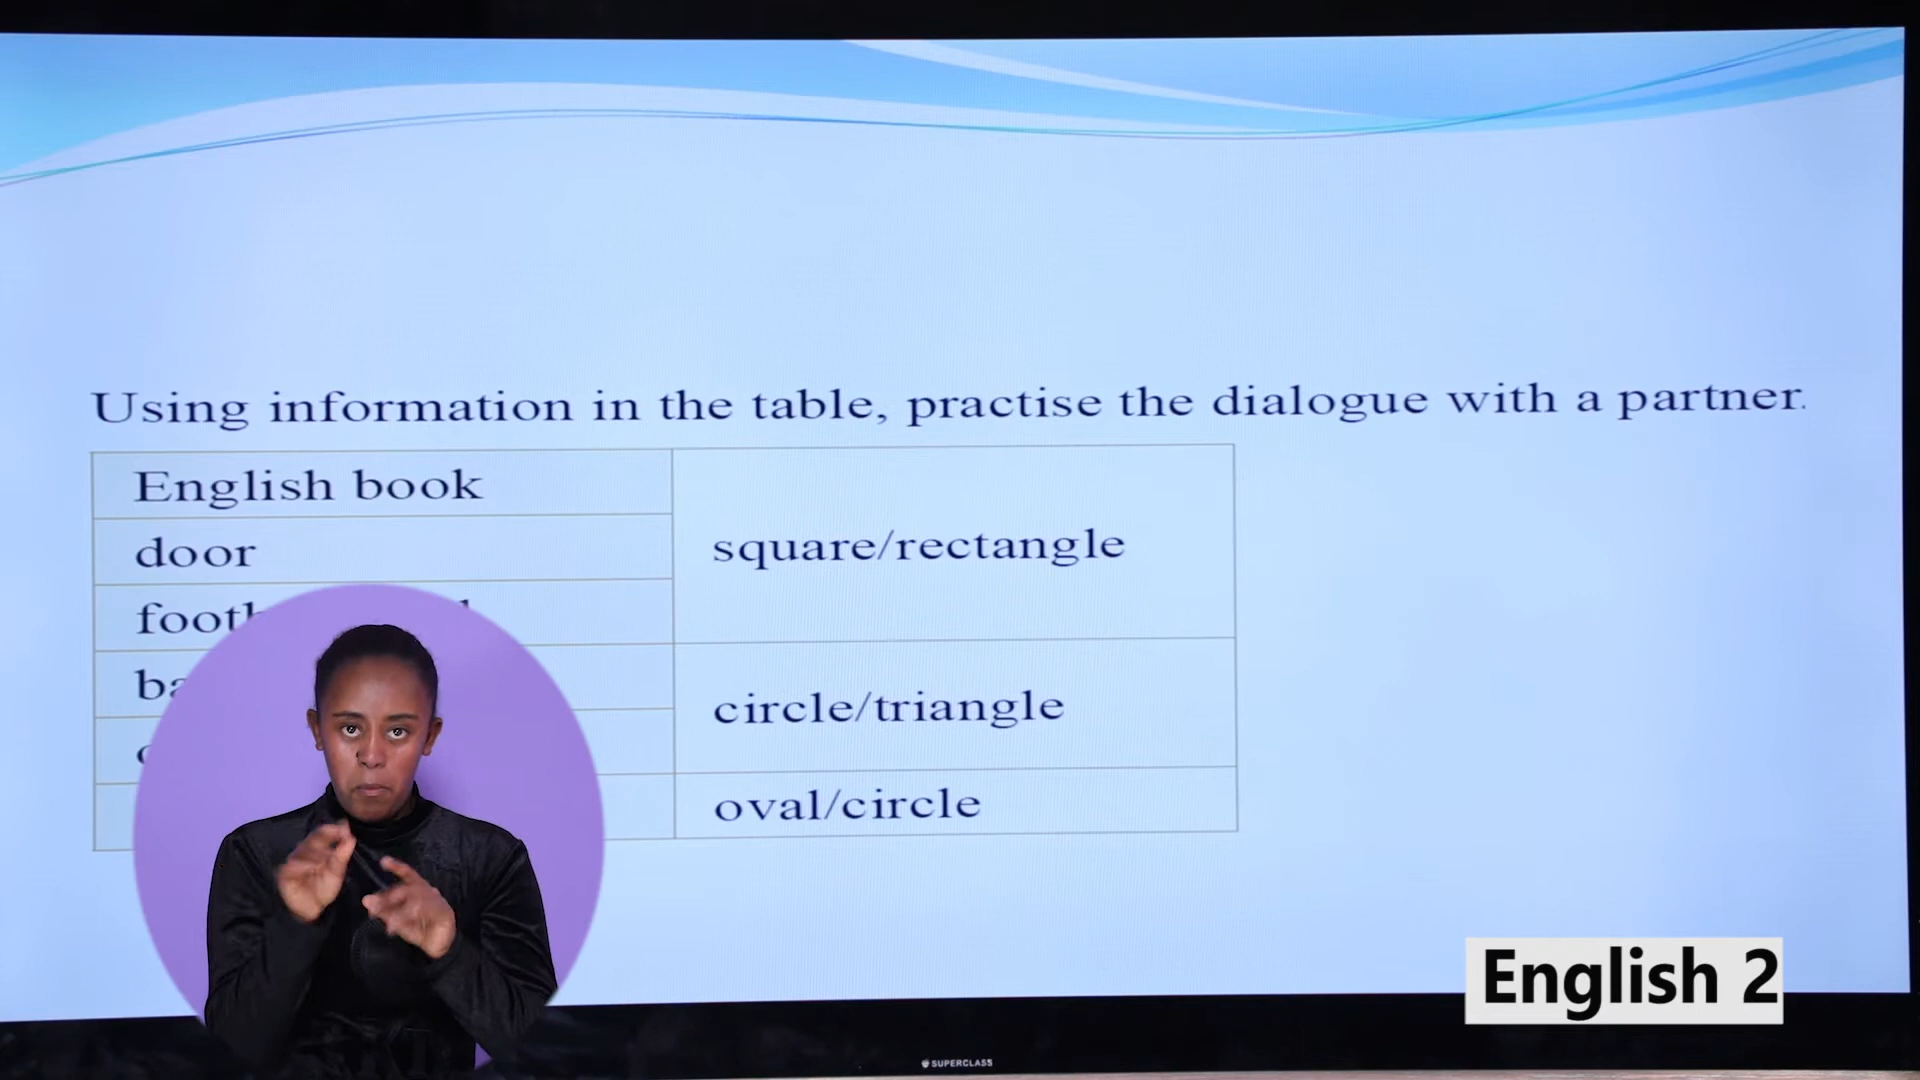 Using information in the table, practise the dialogue with a partner.
English book
door
square/rectangle
circle/triangle
oval/circle
English 2
SUPERCLASS